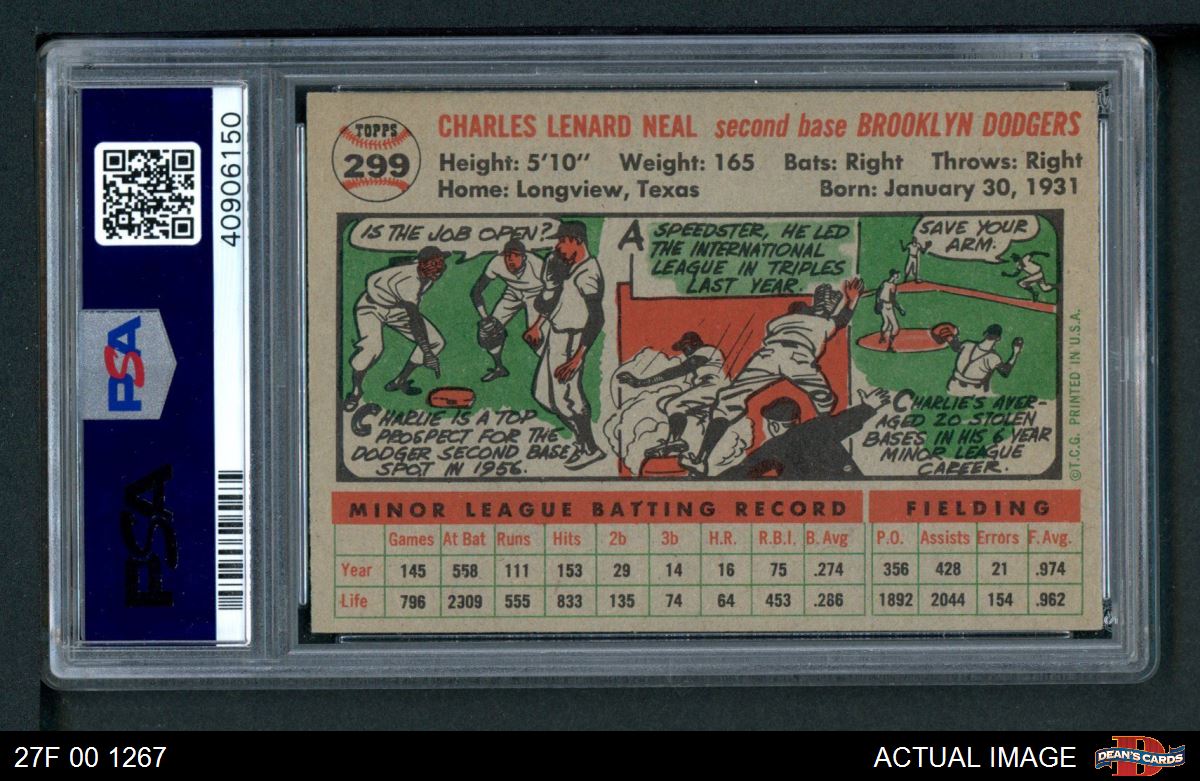 40906150
PSA
PSA
TOPPS
299
CHARLES LENARD NEAL second base BROOKLYN DODGERS
Height: 5'10" Weight: 165 Bats: Right Throws: Right
Home: Longview, Texas Born: January 30, 1931
IS THE JOB OPEN?
CHARLIE IS A TOP
PROSPECT FOR THE
DODGER SECOND BASE
SPOT IN 1956.
A SPEEDSTER, HE LED
THE INTERNATIONAL
LEAGUE IN TRIPLES
LAST YEAR.
SAVE YOUR
ARM.
CHARLIE'S AVER-
AGED 20 STOLEN
BASES IN HIS 6 YEAR
MINOR LEAGUE
CAREER.
©T.C.G. PRINTED IN U.S.A.
MINOR LEAGUE BATTING RECORD FIELDING
Games At Bat Runs Hits 2b 3b H.R. R.B.I. B. Avg P.O. Assists Errors F. Avg.
Year 145 558 111 153 29 14 16 75 .274 356 428 21 .974
Life 796 2309 555 833 135 74 64 453 .286 1892 2044 154 .962
27F 00 1267 ACTUAL IMAGE
D
DEAN'S CARDS